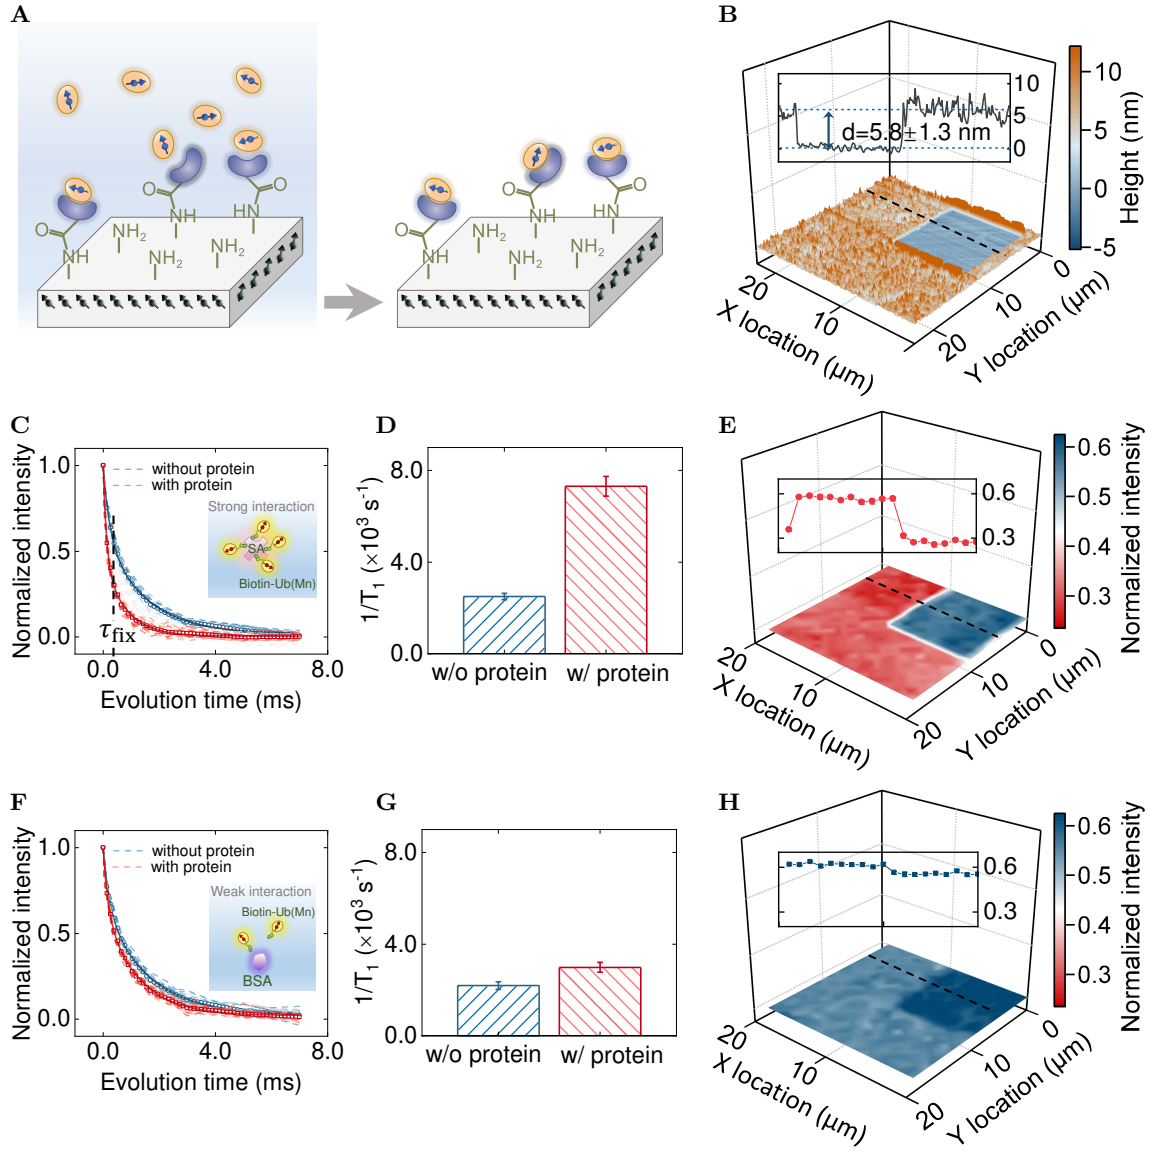 A
O
NH
NH₂
NH₂
NH₂
NH₂
O
NH
O
HN
O
NH
NH₂
NH₂
NH₂
NH₂
O
NH
O
HN
B
10
5
0
d=5.8±1.3 nm
10
5
0
-5
Height (nm)
20
10
X location (µm)
0
10
20
Y location (µm)
C
Normalized intensity
1.0
0.5
0.0
without protein
with protein
Strong interaction
SA
Biotin-Ub(Mn)
τfix
0.0
4.0
8.0
Evolution time (ms)
D
1/T₁ (×10³ s⁻¹)
8.0
4.0
0.0
w/o protein
w/ protein
E
0.6
0.3
0.6
0.5
0.4
0.3
Normalized intensity
20
10
X location (µm)
0
10
20
Y location (µm)
F
Normalized intensity
1.0
0.5
0.0
without protein
with protein
Weak interaction
Biotin-Ub(Mn)
BSA
0.0
4.0
8.0
Evolution time (ms)
G
1/T₁ (×10³ s⁻¹)
8.0
4.0
0.0
w/o protein
w/ protein
H
0.6
0.3
0.6
0.5
0.4
0.3
Normalized intensity
20
10
X location (µm)
0
10
20
Y location (µm)